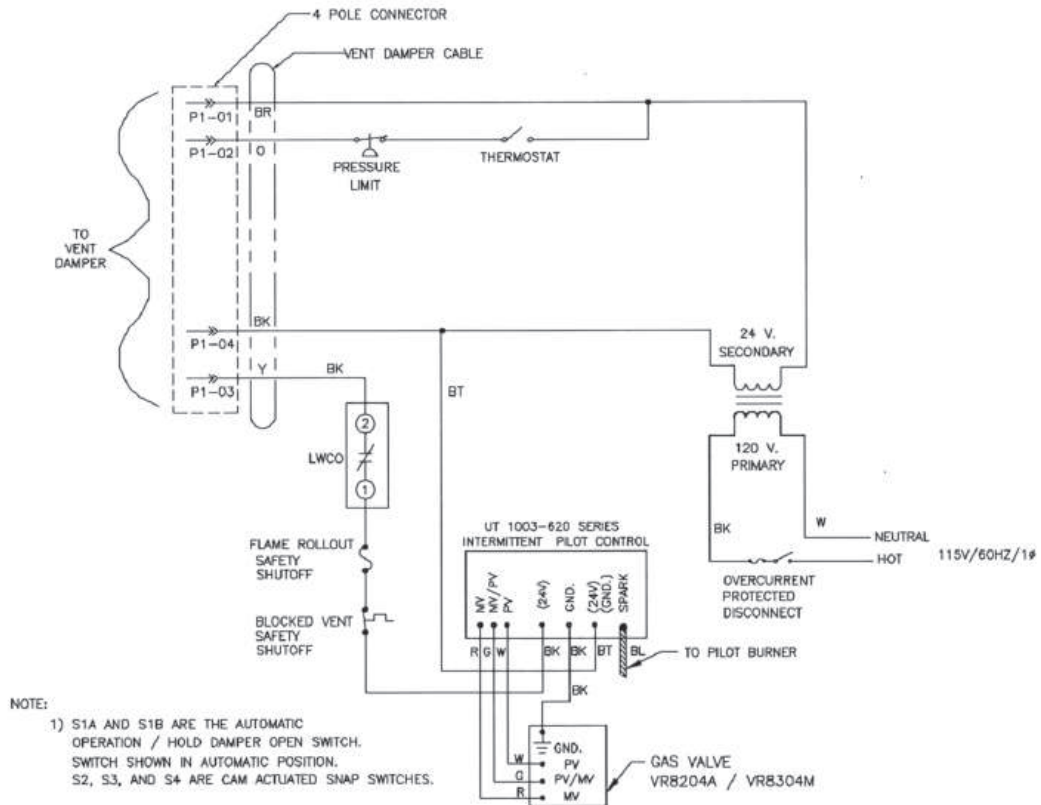 4 POLE CONNECTOR
VENT DAMPER CABLE
P1-01
BR
P1-02
O
PRESSURE
LIMIT
THERMOSTAT
TO
VENT
DAMPER
BK
P1-04
Y
BK
P1-03
BT
24 V.
SECONDARY
120 V.
PRIMARY
2
LWCO
1
BK
W
NEUTRAL
HOT
115V/60HZ/1ø
OVERCURRENT
PROTECTED
DISCONNECT
FLAME ROLLOUT
SAFETY
SHUTOFF
BLOCKED VENT
SAFETY
SHUTOFF
UT 1003-620 SERIES
INTERMITTENT PILOT CONTROL
MV
MV/PV
PV
(24V)
GND.
(24V)
(GND.)
SPARK
R G W
BK
BK
BT
BL
TO PILOT BURNER
BK
GND.
W
PV
G
PV/MV
R
MV
GAS VALVE
VR8204A / VR8304M
NOTE:
1) S1A AND S1B ARE THE AUTOMATIC
OPERATION / HOLD DAMPER OPEN SWITCH.
SWITCH SHOWN IN AUTOMATIC POSITION.
S2, S3, AND S4 ARE CAM ACTUATED SNAP SWITCHES.